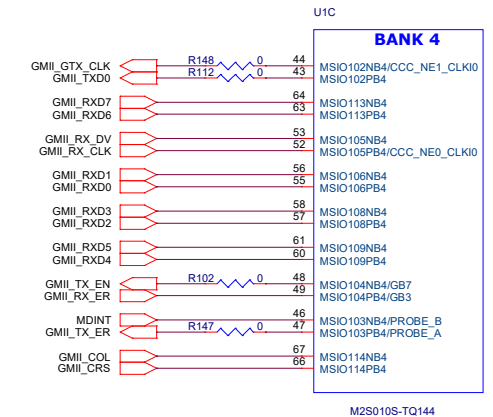 U1C
BANK 4
GMII_GTX_CLK R148 0 44 MSIO102NB4/CCC_NE1_CLKI0
GMII_TXD0 R112 0 43 MSIO102PB4
GMII_RXD7 64 MSIO113NB4
GMII_RXD6 63 MSIO113PB4
GMII_RX_DV 53 MSIO105NB4
GMII_RX_CLK 52 MSIO105PB4/CCC_NE0_CLKI0
GMII_RXD1 56 MSIO106NB4
GMII_RXD0 55 MSIO106PB4
GMII_RXD3 58 MSIO108NB4
GMII_RXD2 57 MSIO108PB4
GMII_RXD5 61 MSIO109NB4
GMII_RXD4 60 MSIO109PB4
GMII_TX_EN R102 0 48 MSIO104NB4/GB7
GMII_RX_ER 49 MSIO104PB4/GB3
MDINT 46 MSIO103NB4/PROBE_B
GMII_TX_ER R147 0 47 MSIO103PB4/PROBE_A
GMII_COL 67 MSIO114NB4
GMII_CRS 66 MSIO114PB4
M2S010S-TQ144